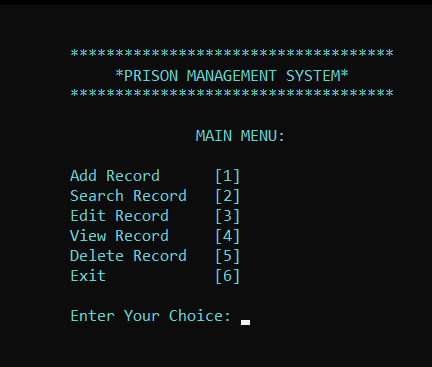 ************************************
*PRISON MANAGEMENT SYSTEM*
************************************
MAIN MENU:
Add Record [1]
Search Record [2]
Edit Record [3]
View Record [4]
Delete Record [5]
Exit [6]
Enter Your Choice: